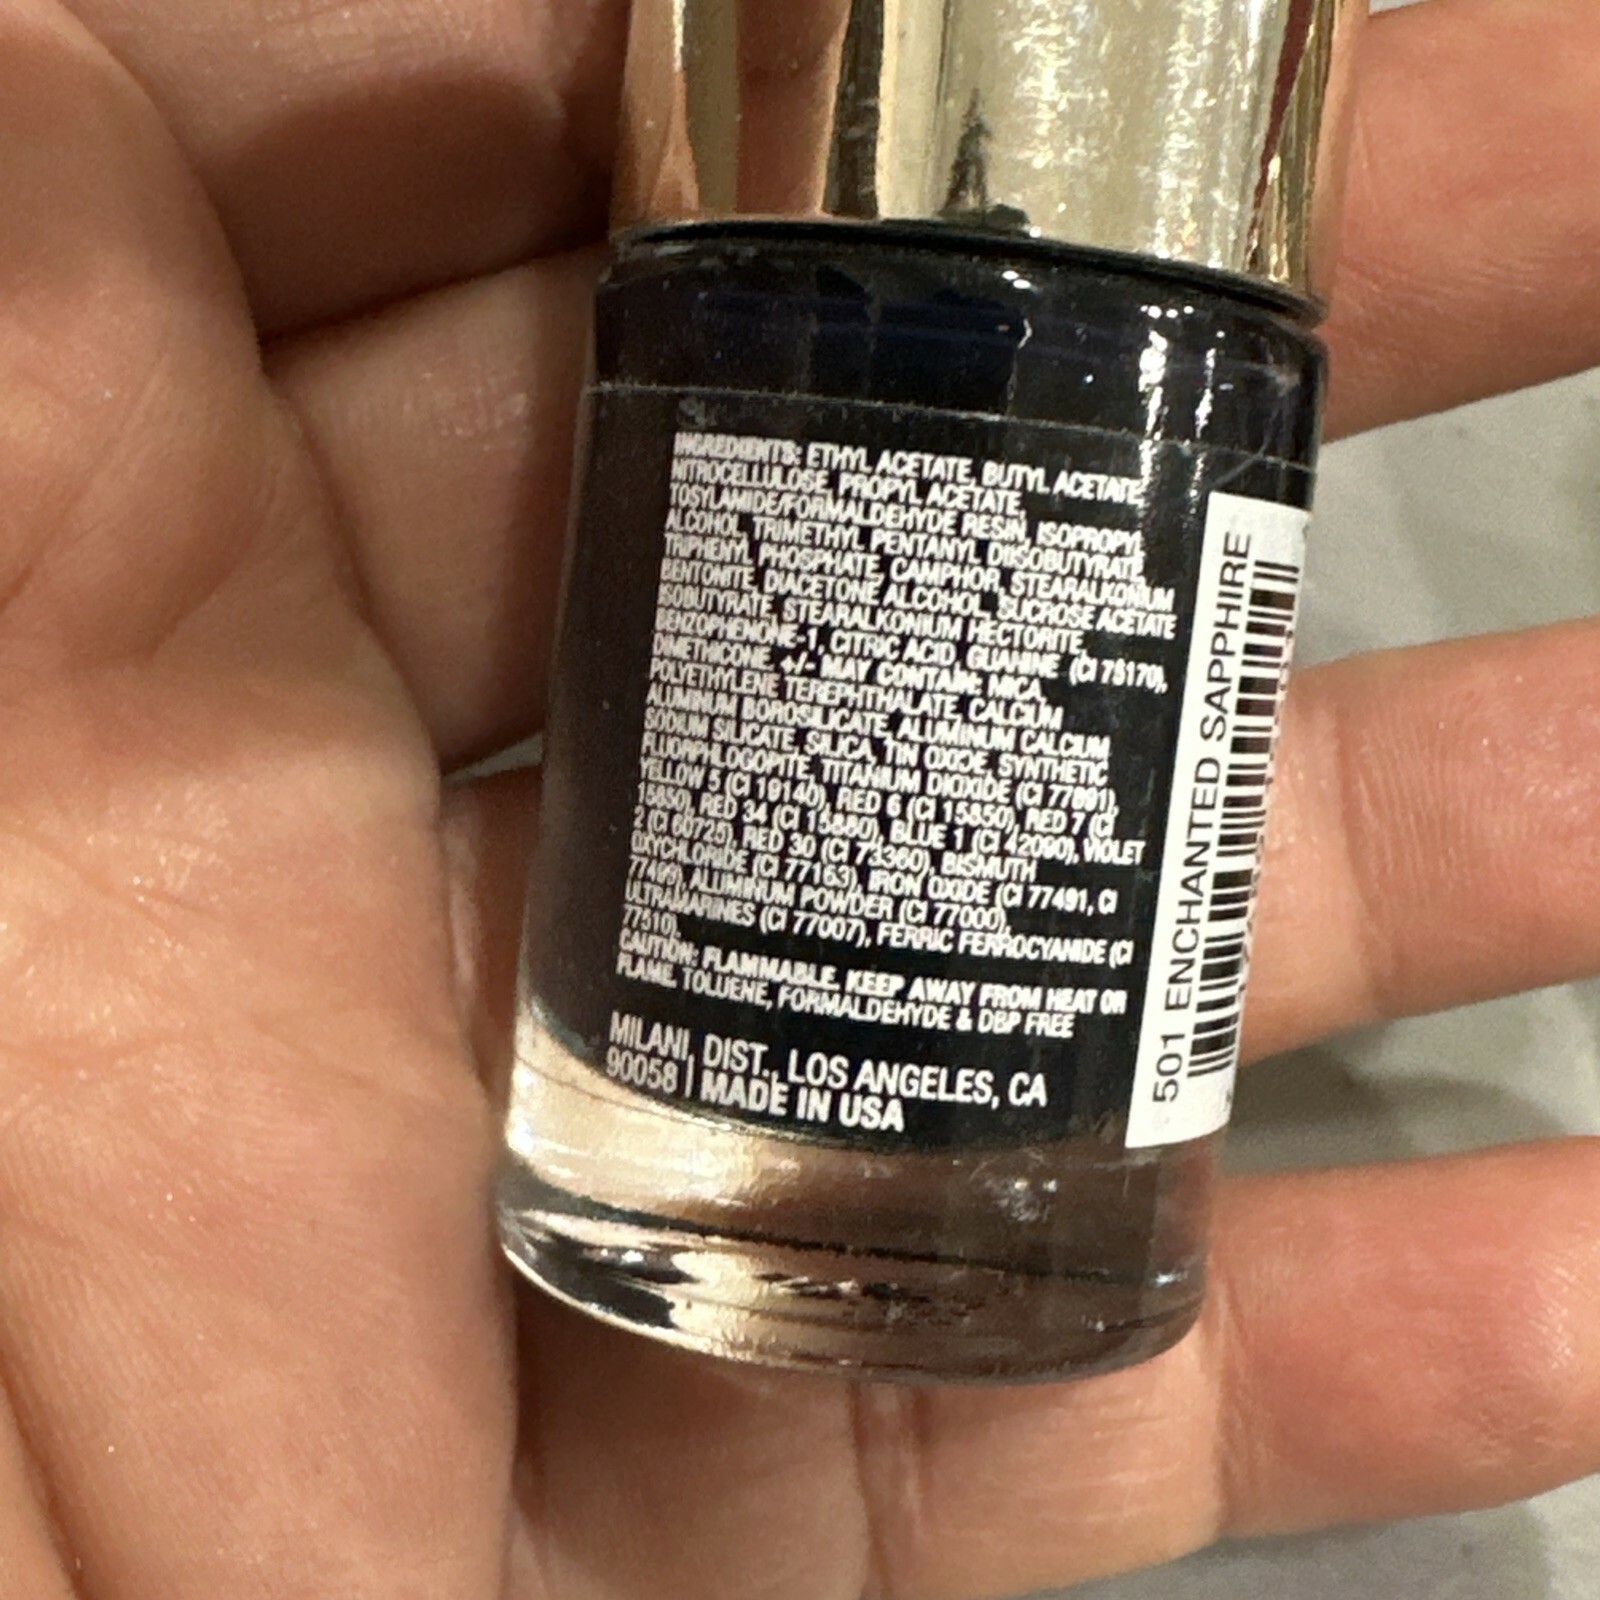 INGREDIENTS: ETHYL ACETATE, BUTYL ACETATE,
NITROCELLULOSE, PROPYL ACETATE,
TOSYLAMIDE/FORMALDEHYDE RESIN, ISOPROPYL
ALCOHOL, TRIMETHYL PENTANYL DIISOBUTYRATE,
TRIPHENYL PHOSPHATE, CAMPHOR, STEARALKONIUM
BENTONITE, DIACETONE ALCOHOL, SUCROSE ACETATE
ISOBUTYRATE, STEARALKONIUM HECTORITE,
BENZOPHENONE-1, CITRIC ACID, GUANINE (CI 75170),
DIMETHICONE. +/- MAY CONTAIN: MICA,
POLYETHYLENE TEREPHTHALATE, CALCIUM
ALUMINUM BOROSILICATE, ALUMINUM CALCIUM
SODIUM SILICATE, SILICA, TIN OXIDE, SYNTHETIC
FLUORPHLOGOPITE, TITANIUM DIOXIDE (CI 77891),
YELLOW 5 (CI 19140), RED 6 (CI 15850), RED 7 (CI
15850), RED 34 (CI 15880), BLUE 1 (CI 42090), VIOLET
2 (CI 60725), RED 30 (CI 73360), BISMUTH
OXYCHLORIDE (CI 77163), IRON OXIDE (CI 77491, CI
77499), ALUMINUM POWDER (CI 77000),
ULTRAMARINES (CI 77007), FERRIC FERROCYANIDE (CI
77510).
CAUTION: FLAMMABLE. KEEP AWAY FROM HEAT OR
FLAME. TOLUENE, FORMALDEHYDE & DBP FREE
MILANI, DIST., LOS ANGELES, CA
90058 | MADE IN USA
501 ENCHANTED SAPPHIRE